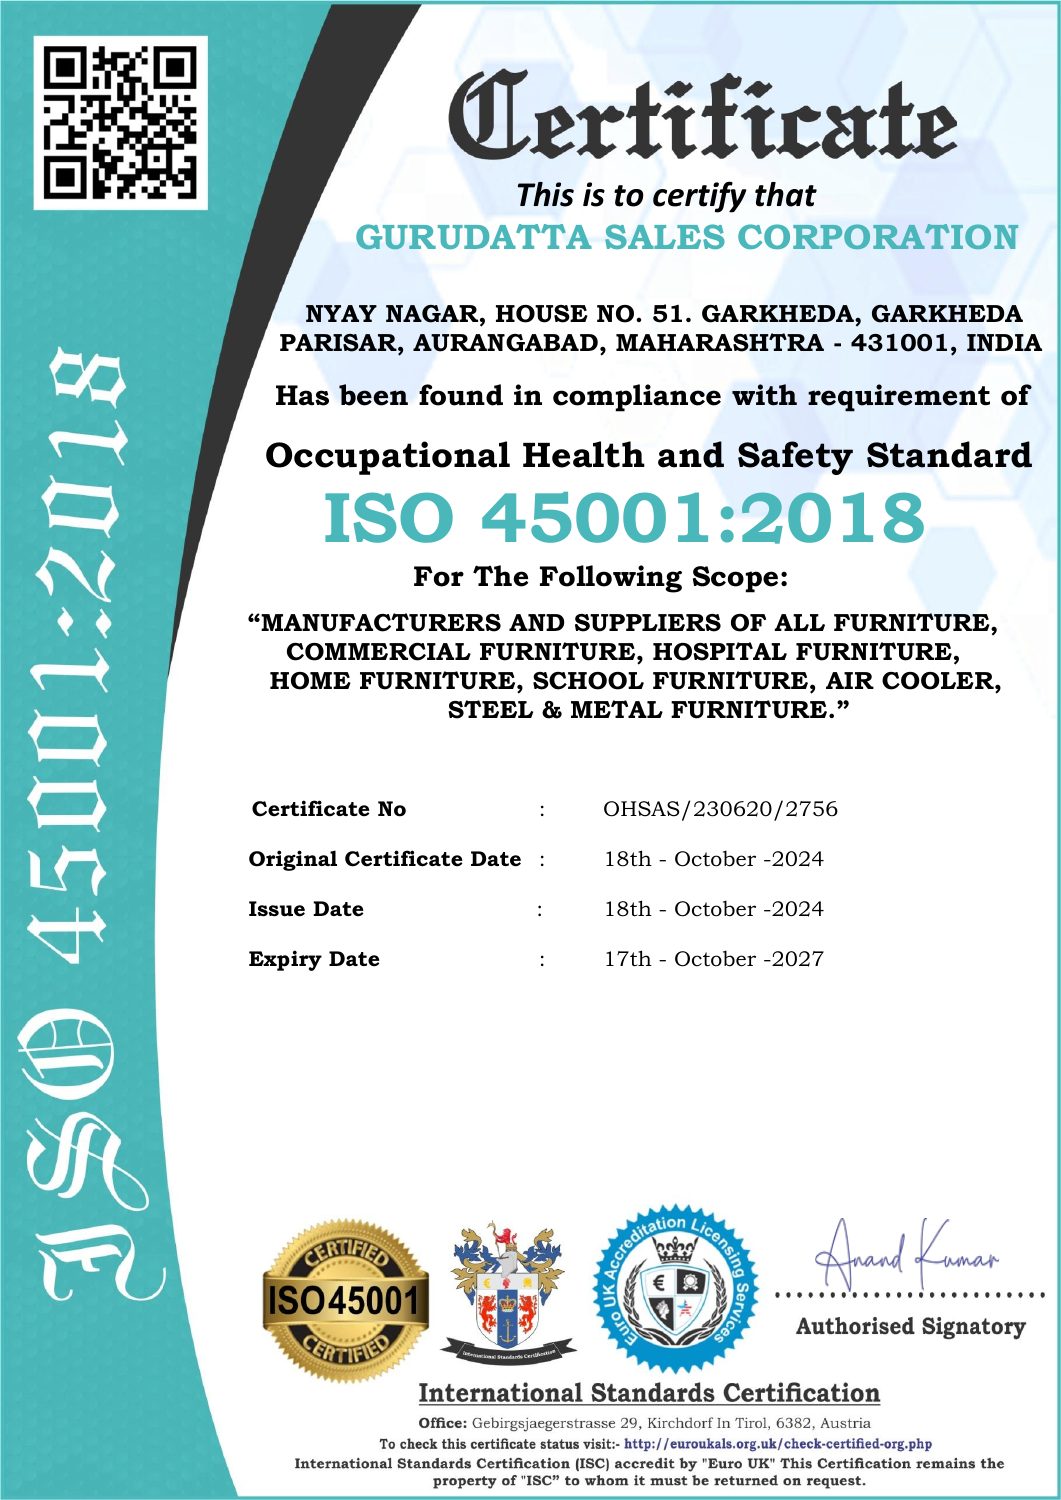 Certificate
This is to certify that
GURUDATTA SALES CORPORATION
NYAY NAGAR, HOUSE NO. 51. GARKHEDA, GARKHEDA
PARISAR, AURANGABAD, MAHARASHTRA - 431001, INDIA
Has been found in compliance with requirement of
Occupational Health and Safety Standard
ISO 45001:2018
For The Following Scope:
“MANUFACTURERS AND SUPPLIERS OF ALL FURNITURE,
COMMERCIAL FURNITURE, HOSPITAL FURNITURE,
HOME FURNITURE, SCHOOL FURNITURE, AIR COOLER,
STEEL & METAL FURNITURE.”
Certificate No : OHSAS/230620/2756
Original Certificate Date : 18th - October -2024
Issue Date : 18th - October -2024
Expiry Date : 17th - October -2027
ISO 45001:2018
CERTIFIED
ISO45001
CERTIFIED
International Standards Certification
Euro UK Accreditation Licensing Services
€
Anand Kumar
Authorised Signatory
International Standards Certification
Office: Gebirgsjaegerstrasse 29, Kirchdorf In Tirol, 6382, Austria
To check this certificate status visit:- http://euroukals.org.uk/check-certified-org.php
International Standards Certification (ISC) accredit by "Euro UK" This Certification remains the
property of "ISC” to whom it must be returned on request.